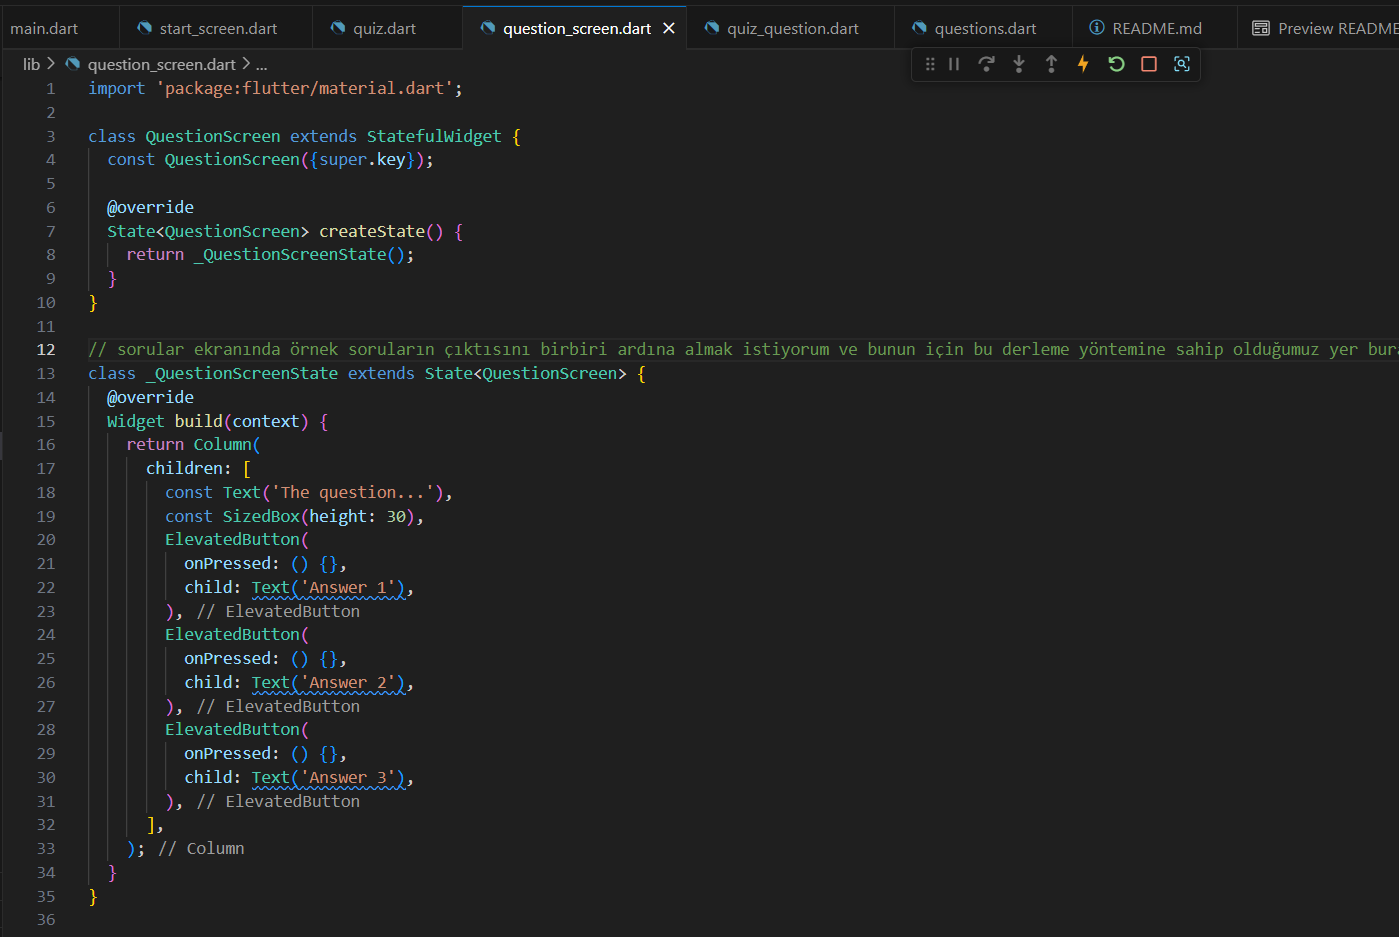 main.dart
start_screen.dart
quiz.dart
question_screen.dart
quiz_question.dart
questions.dart
README.md
Preview README
lib > question_screen.dart > ...
1 import 'package:flutter/material.dart';
2
3 class QuestionScreen extends StatefulWidget {
4 const QuestionScreen({super.key});
5
6 @override
7 State<QuestionScreen> createState() {
8 return _QuestionScreenState();
9 }
10 }
11
12 // sorular ekranında örnek soruların çıktısını birbiri ardına almak istiyorum ve bunun için bu derleme yöntemine sahip olduğumuz yer
13 class _QuestionScreenState extends State<QuestionScreen> {
14 @override
15 Widget build(context) {
16 return Column(
17 children: [
18 const Text('The question...'),
19 const SizedBox(height: 30),
20 ElevatedButton(
21 onPressed: () {},
22 child: Text('Answer 1'),
23 ), // ElevatedButton
24 ElevatedButton(
25 onPressed: () {},
26 child: Text('Answer 2'),
27 ), // ElevatedButton
28 ElevatedButton(
29 onPressed: () {},
30 child: Text('Answer 3'),
31 ), // ElevatedButton
32 ],
33 ); // Column
34 }
35 }
36